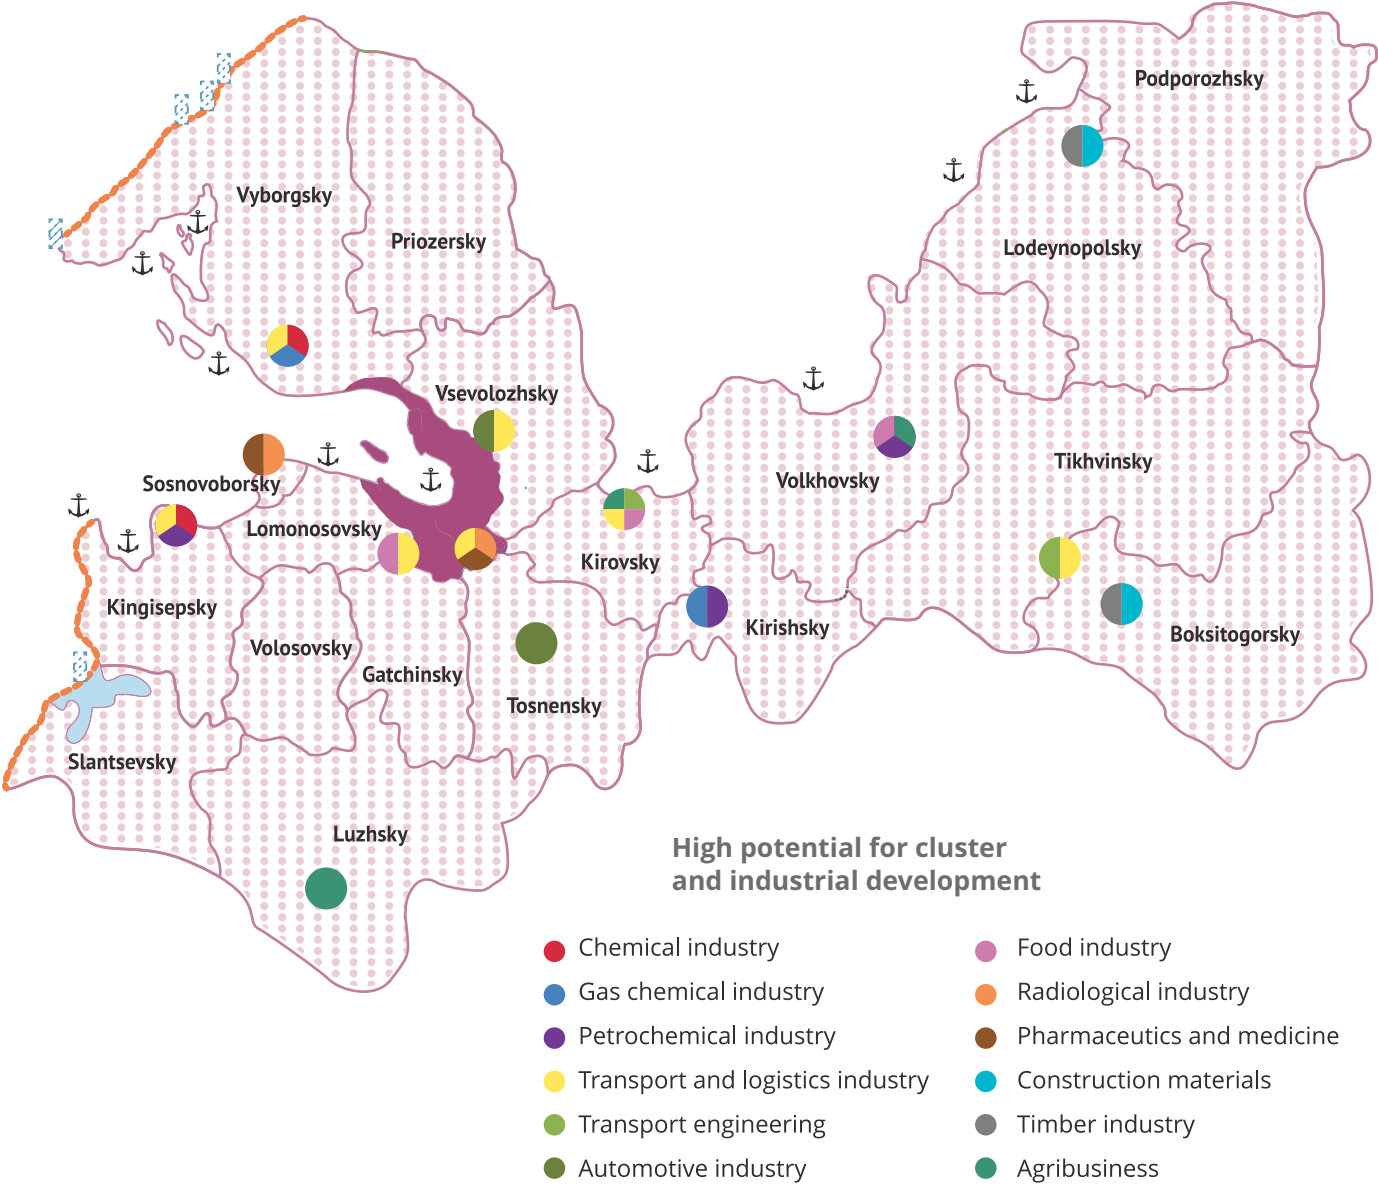 Podporozhsky
Vyborgsky
Priozersky
Lodeynopolsky
Vsevolozhsky
Tikhvinsky
Volkhovsky
Sosnovoborsky
Lomonosovsky
Kirovsky
Kingisepsky
Kirishsky
Boksitogorsky
Volosovsky
Gatchinsky
Tosnensky
Slantsevsky
Luzhsky
High potential for cluster
and industrial development
Chemical industry
Gas chemical industry
Petrochemical industry
Transport and logistics industry
Transport engineering
Automotive industry
Food industry
Radiological industry
Pharmaceutics and medicine
Construction materials
Timber industry
Agribusiness